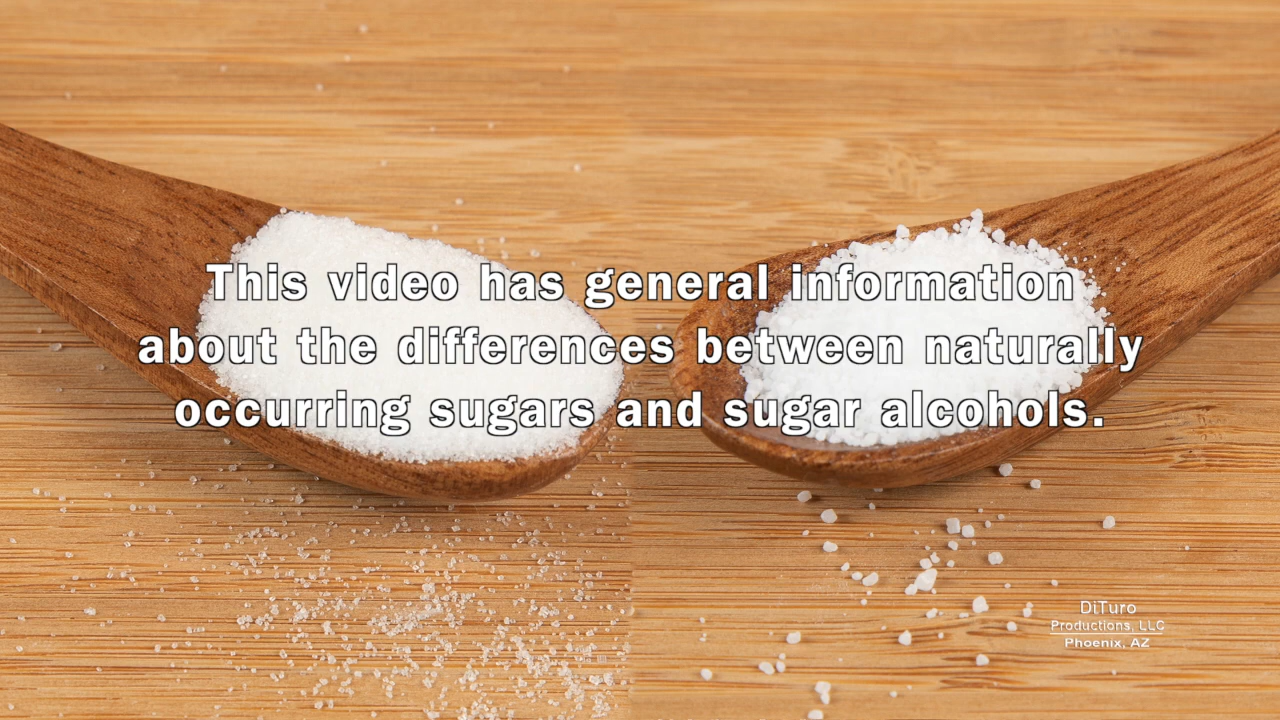 This video has general information
about the differences between naturally
occurring sugars and sugar alcohols.
DiTuro
Productions, LLC
Phoenix, AZ